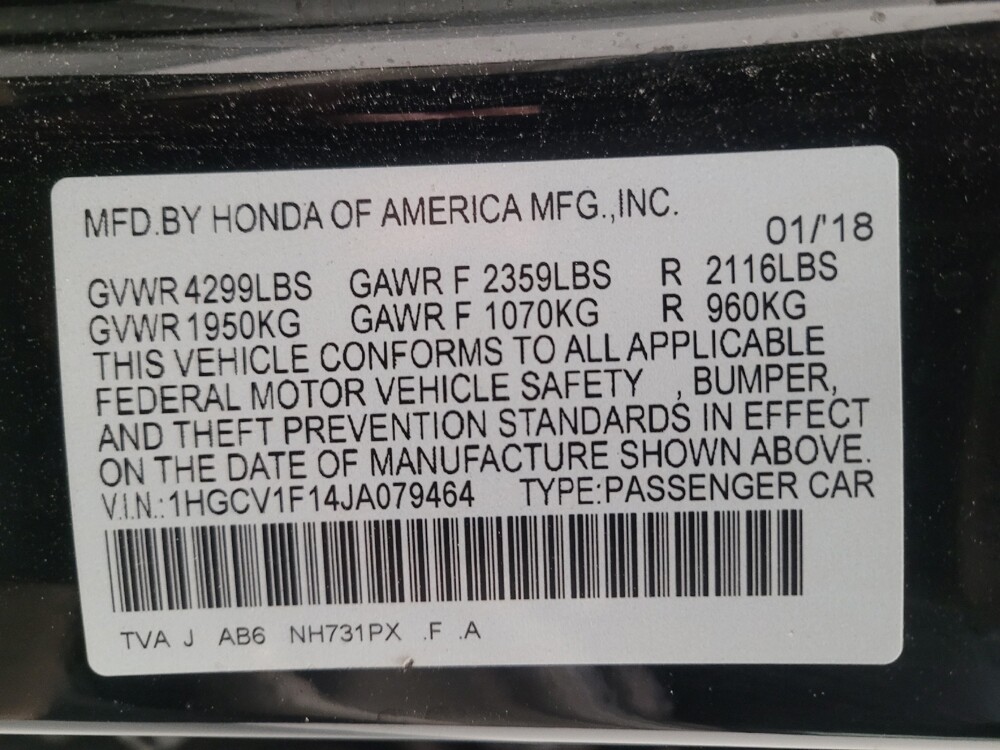 MFD.BY HONDA OF AMERICA MFG.,INC.
01/'18
GVWR 4299LBS GAWR F 2359LBS R 2116LBS
GVWR 1950KG GAWR F 1070KG R 960KG
THIS VEHICLE CONFORMS TO ALL APPLICABLE
FEDERAL MOTOR VEHICLE SAFETY , BUMPER,
AND THEFT PREVENTION STANDARDS IN EFFECT
ON THE DATE OF MANUFACTURE SHOWN ABOVE.
V.I.N.:1HGCV1F14JA079464 TYPE:PASSENGER CAR
TVA J AB6 NH731PX .F .A